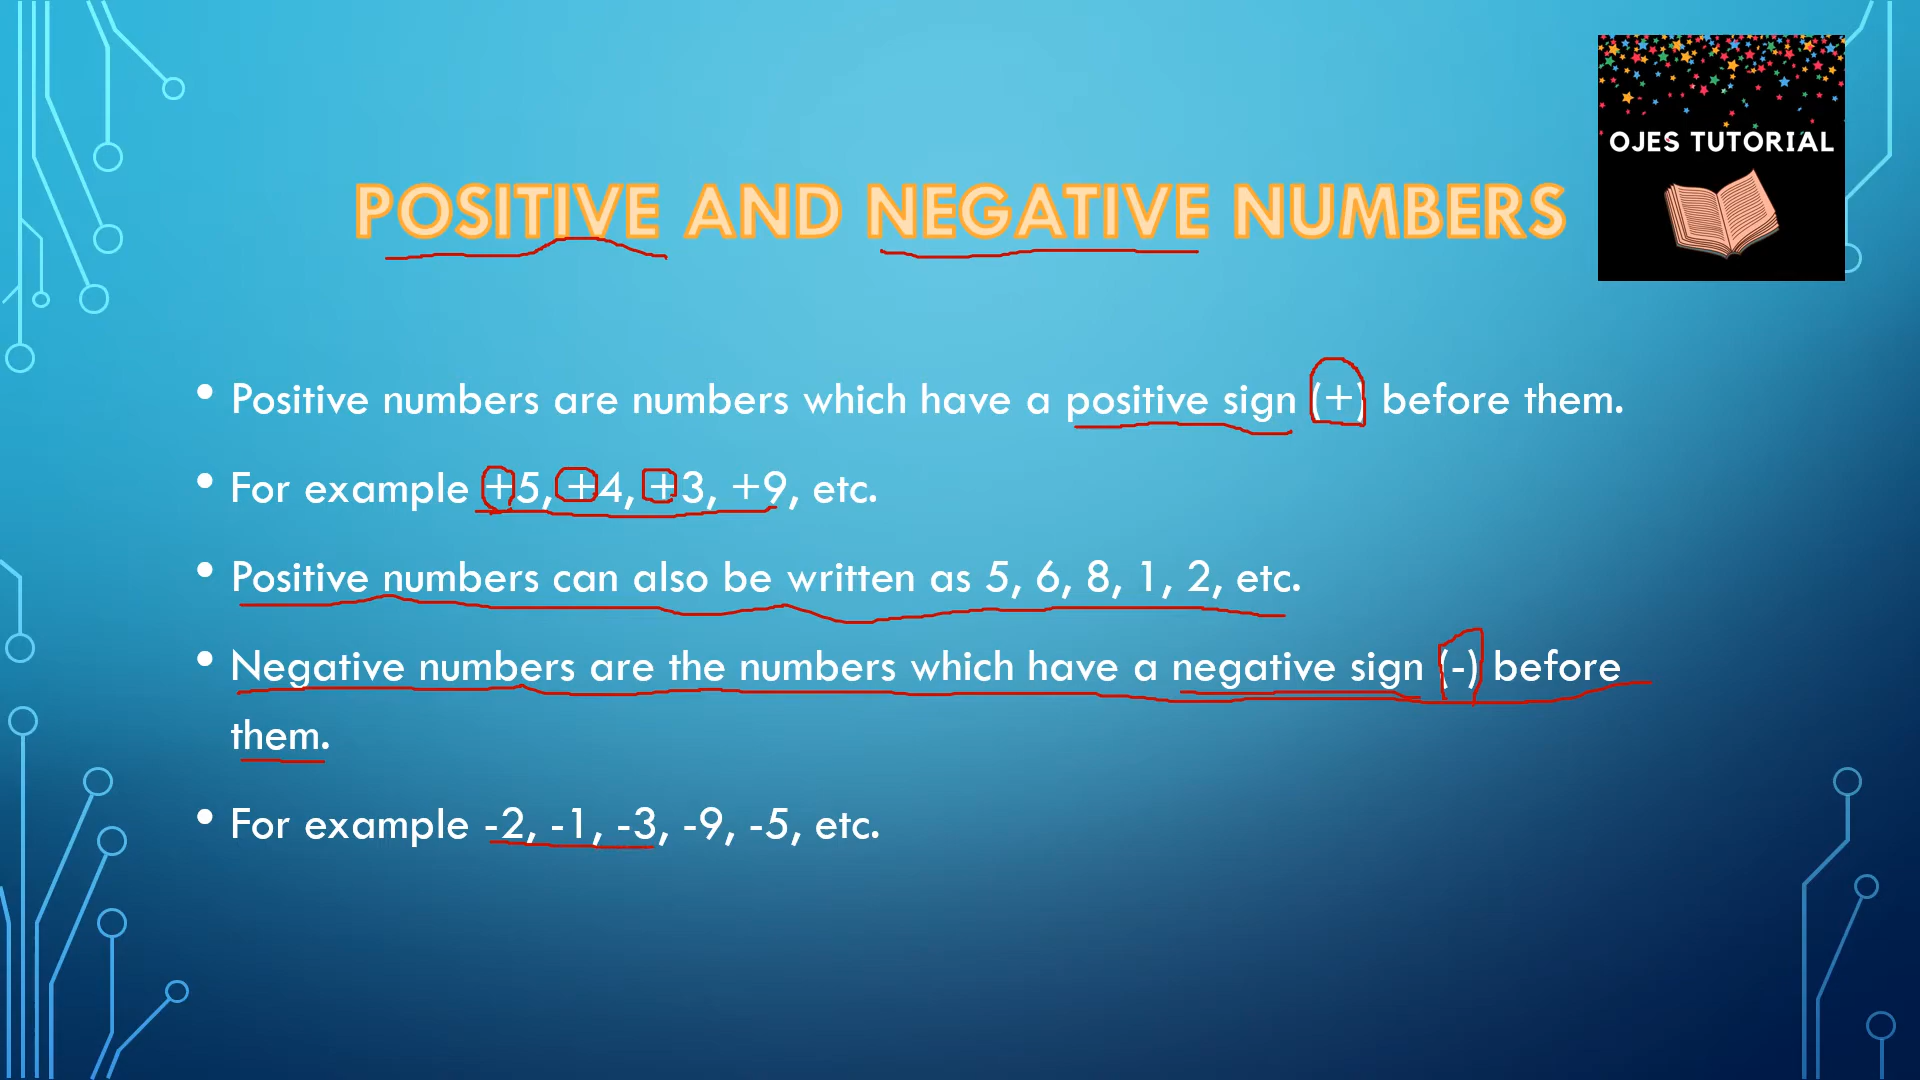 OJES TUTORIAL
POSITIVE AND NEGATIVE NUMBERS
• Positive numbers are numbers which have a positive sign (+) before them.
• For example +5, +4, +3, +9, etc.
• Positive numbers can also be written as 5, 6, 8, 1, 2, etc.
• Negative numbers are the numbers which have a negative sign (-) before
them.
• For example -2, -1, -3, -9, -5, etc.